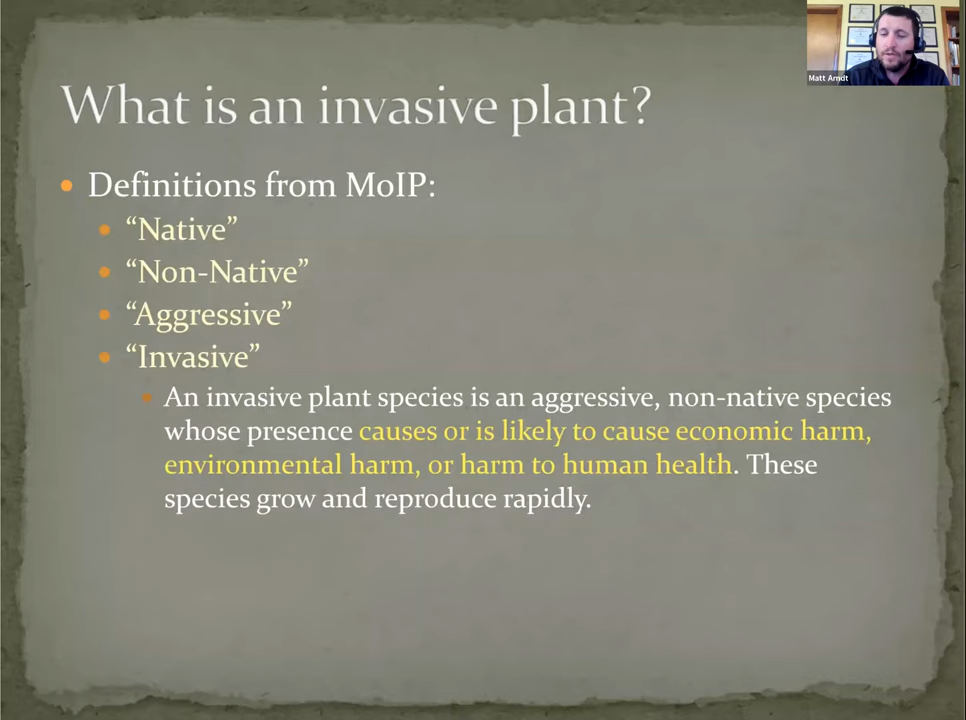 Matt Arndt
What is an invasive plant?
Definitions from MoIP:
“Native”
“Non-Native”
“Aggressive”
“Invasive”
An invasive plant species is an aggressive, non-native species
whose presence causes or is likely to cause economic harm,
environmental harm, or harm to human health. These
species grow and reproduce rapidly.